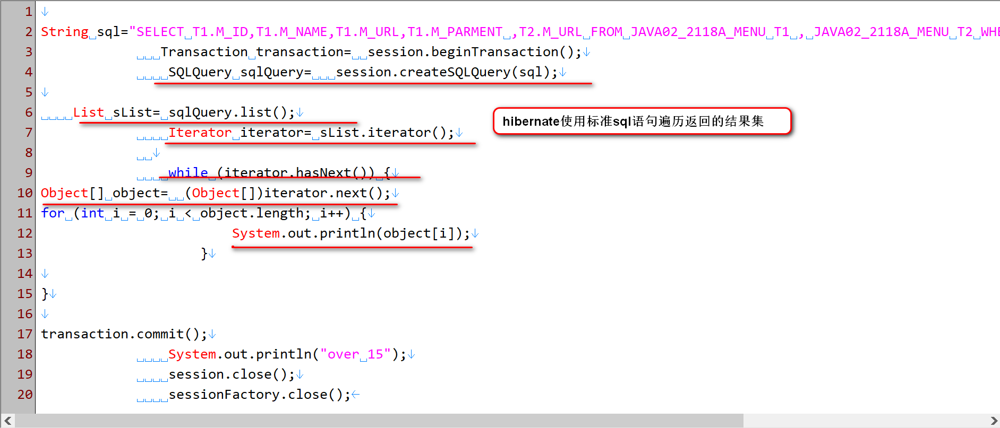 1
2 String sql="SELECT T1.M_ID,T1.M_NAME,T1.M_URL,T1.M_PARMENT ,T2.M_URL FROM JAVA02_2118A_MENU T1 , JAVA02_2118A_MENU T2 WHE
3 Transaction transaction=  session.beginTransaction();
4 SQLQuery sqlQuery=   session.createSQLQuery(sql);
5
6 List sList= sqlQuery.list();
hibernate使用标准sql语句遍历返回的结果集
7 Iterator iterator= sList.iterator();
8
9 while (iterator.hasNext()) {
10 Object[] object=  (Object[])iterator.next();
11 for (int i = 0; i < object.length; i++) {
12 System.out.println(object[i]);
13 }
14
15 }
16
17 transaction.commit();
18 System.out.println("over 15");
19 session.close();
20 sessionFactory.close();